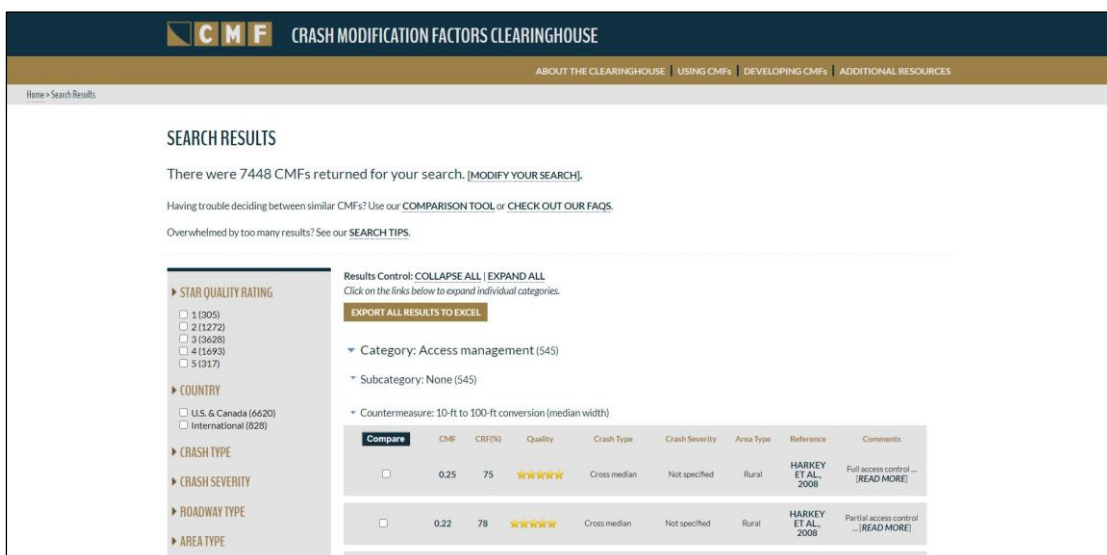 CMF CRASH MODIFICATION FACTORS CLEARINGHOUSE
ABOUT THE CLEARINGHOUSE | USING CMFs | DEVELOPING CMFs | ADDITIONAL RESOURCES
Home > Search Results
SEARCH RESULTS
There were 7448 CMFs returned for your search. [MODIFY YOUR SEARCH].
Having trouble deciding between similar CMFs? Use our COMPARISON TOOL or CHECK OUT OUR FAQS.
Overwhelmed by too many results? See our SEARCH TIPS.
STAR QUALITY RATING
1 (305)
2 (1272)
3 (3628)
4 (1693)
5 (317)
COUNTRY
U.S. & Canada (6620)
International (828)
CRASH TYPE
CRASH SEVERITY
ROADWAY TYPE
AREA TYPE
Results Control: COLLAPSE ALL | EXPAND ALL
Click on the links below to expand individual categories.
EXPORT ALL RESULTS TO EXCEL
Category: Access management (545)
Subcategory: None (545)
Countermeasure: 10-ft to 100-ft conversion (median width)
Compare CMF CRF(%) Quality Crash Type Crash Severity Area Type Reference Comments
0.25 75 Cross median Not specified Rural HARKEY ET AL., 2008 Full access control ... [READ MORE]
0.22 78 Cross median Not specified Rural HARKEY ET AL., 2008 Partial access control ... [READ MORE]